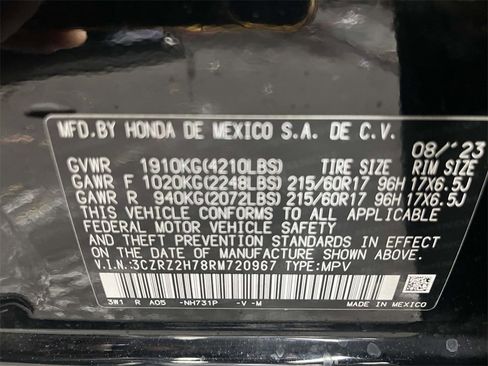 MFD.BY HONDA DE MEXICO S.A. DE C.V.
08/'23
GVWR 1910KG(4210LBS) TIRE SIZE RIM SIZE
GAWR F 1020KG(2248LBS) 215/60R17 96H 17X6.5J
GAWR R 940KG(2072LBS) 215/60R17 96H 17X6.5J
THIS VEHICLE CONFORMS TO ALL APPLICABLE
FEDERAL MOTOR VEHICLE SAFETY, BUMPER,
AND THEFT PREVENTION STANDARDS IN EFFECT
ON THE DATE OF MANUFACTURE SHOWN ABOVE.
V.I.N.:3CZRZ2H78RM720967 TYPE:MPV
3W1 R A05 -NH731P -V -M